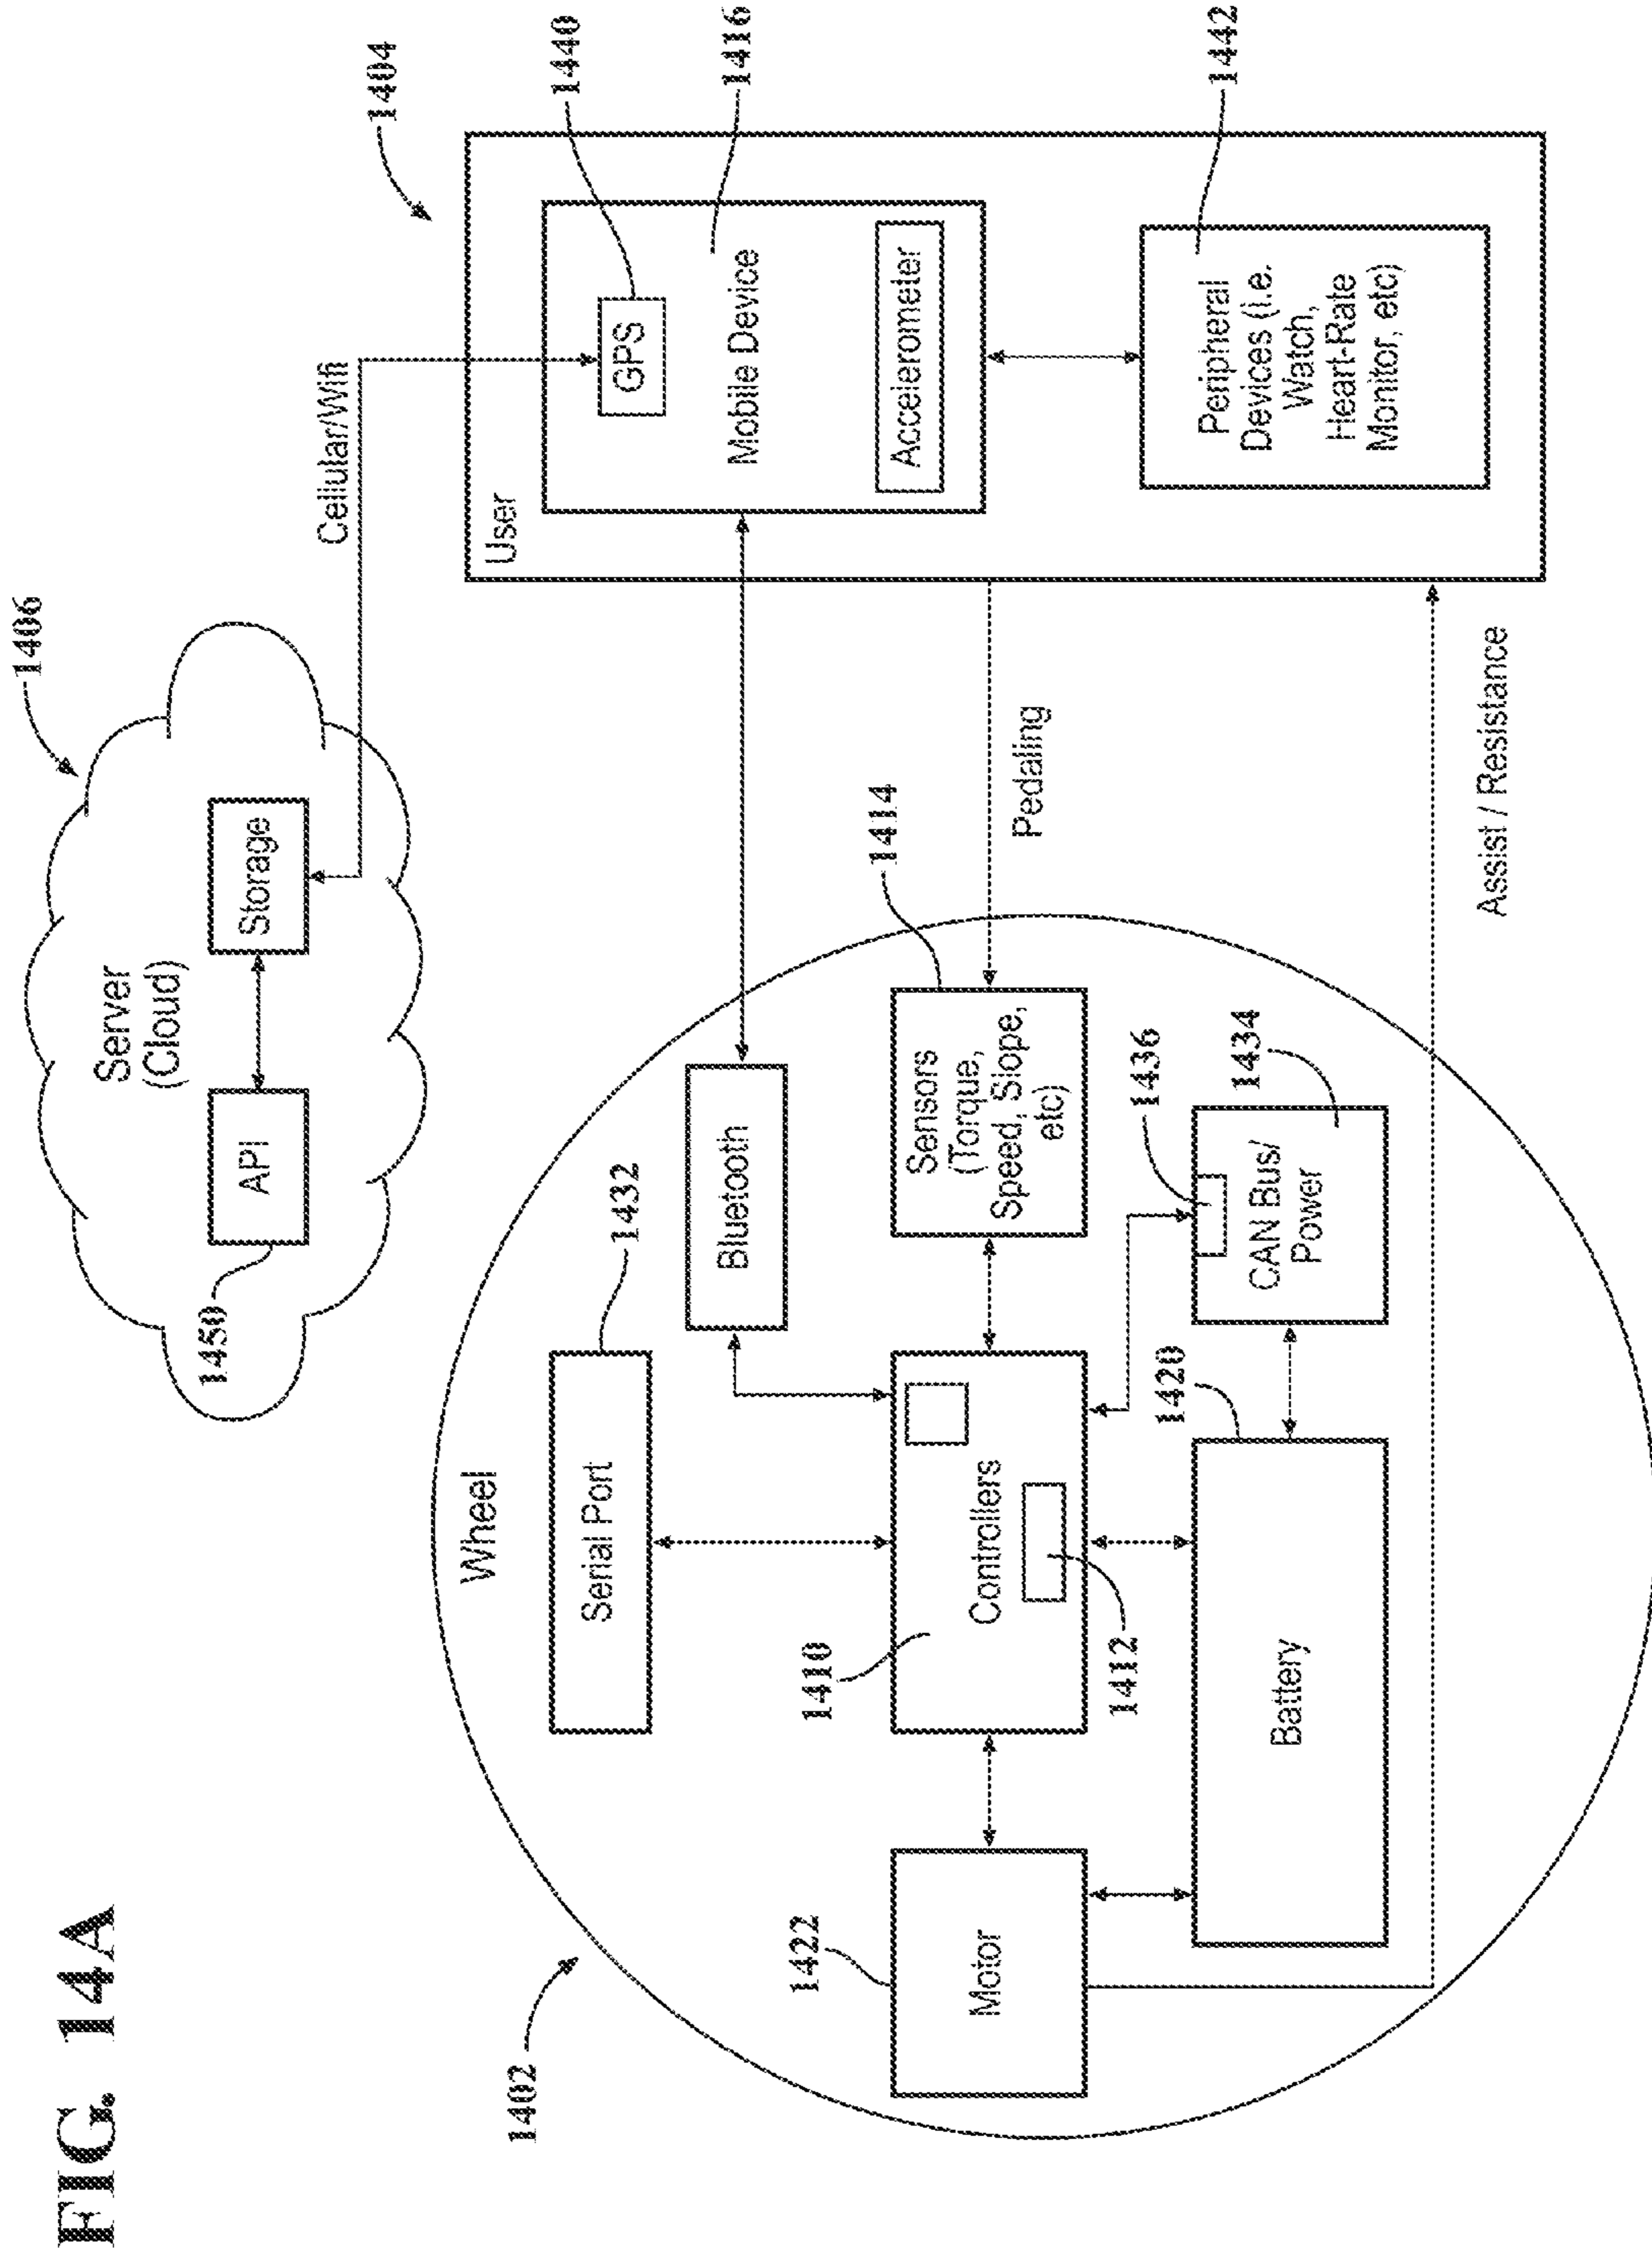 FIG. 14A
1406
Server
(Cloud)
API
Storage
1450
Cellular/Wifi
1404
User
GPS
1440
Mobile Device
1416
Accelerometer
Peripheral
Devices (i.e.
Watch,
Heart-Rate
Monitor, etc)
1442
1402
Wheel
Serial Port
1432
Bluetooth
1410
Controllers
1412
Sensors
(Torque,
Speed, Slope,
etc)
1414
Pedaling
1422
Motor
Battery
1420
1436
CAN Bus/
Power
1434
Assist / Resistance